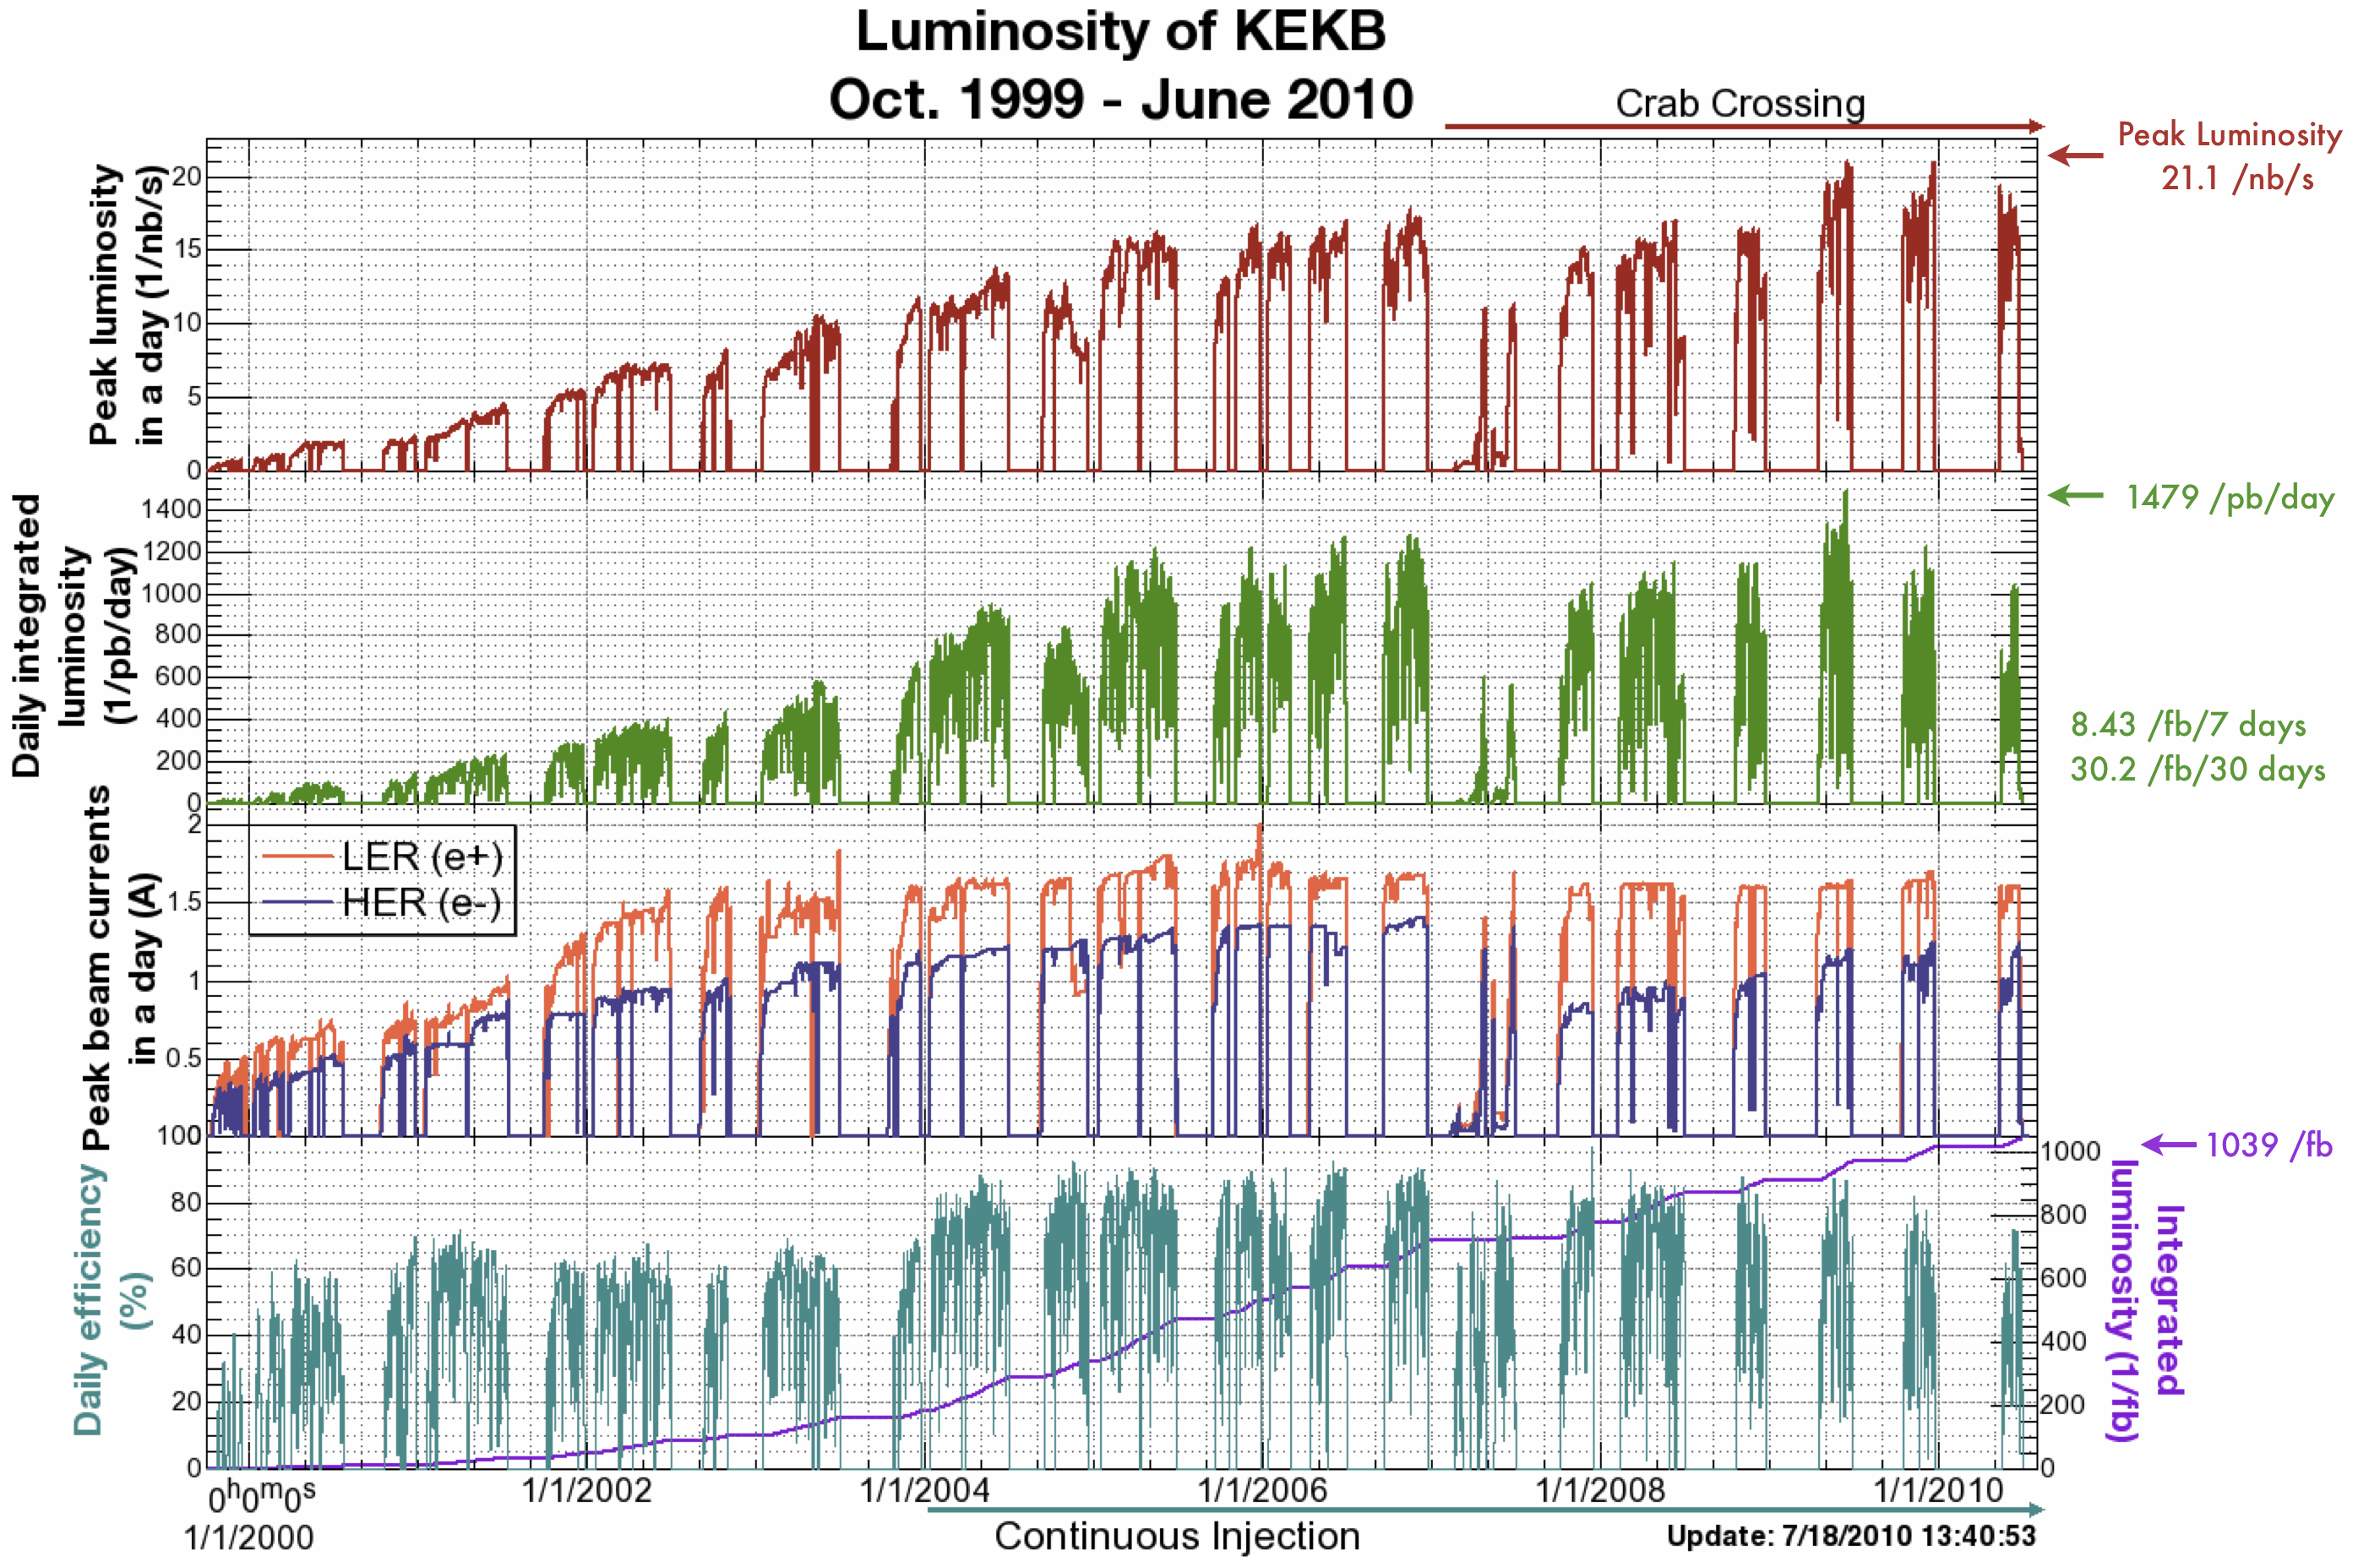 Luminosity of KEKB
Oct. 1999 - June 2010
Crab Crossing
Peak Luminosity
21.1 /nb/s
Peak luminosity
in a day (1/nb/s)
20
15
10
5
0
Daily integrated
luminosity
(1/pb/day)
1400
1200
1000
800
600
400
200
0
1479 /pb/day
8.43 /fb/7 days
30.2 /fb/30 days
Peak beam currents
in a day (A)
2
1.5
1
0.5
0
LER (e+)
HER (e-)
Daily efficiency
(%)
100
80
60
40
20
0
1039 /fb
1000
800
600
400
200
0
Integrated
luminosity (1/fb)
0h0m0s
1/1/2000
1/1/2002
1/1/2004
1/1/2006
1/1/2008
1/1/2010
Continuous Injection
Update: 7/18/2010 13:40:53